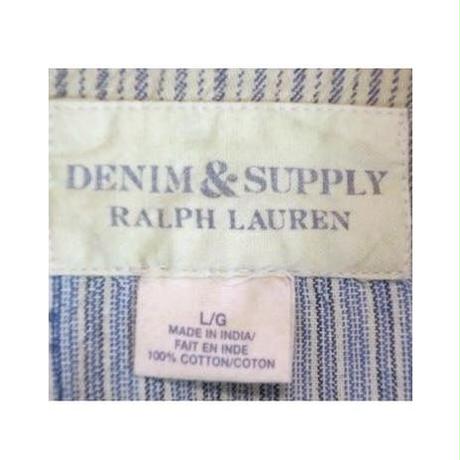 DENIM & SUPPLY
RALPH LAUREN
L/G
MADE IN INDIA/
FAIT EN INDE
100% COTTON/COTON